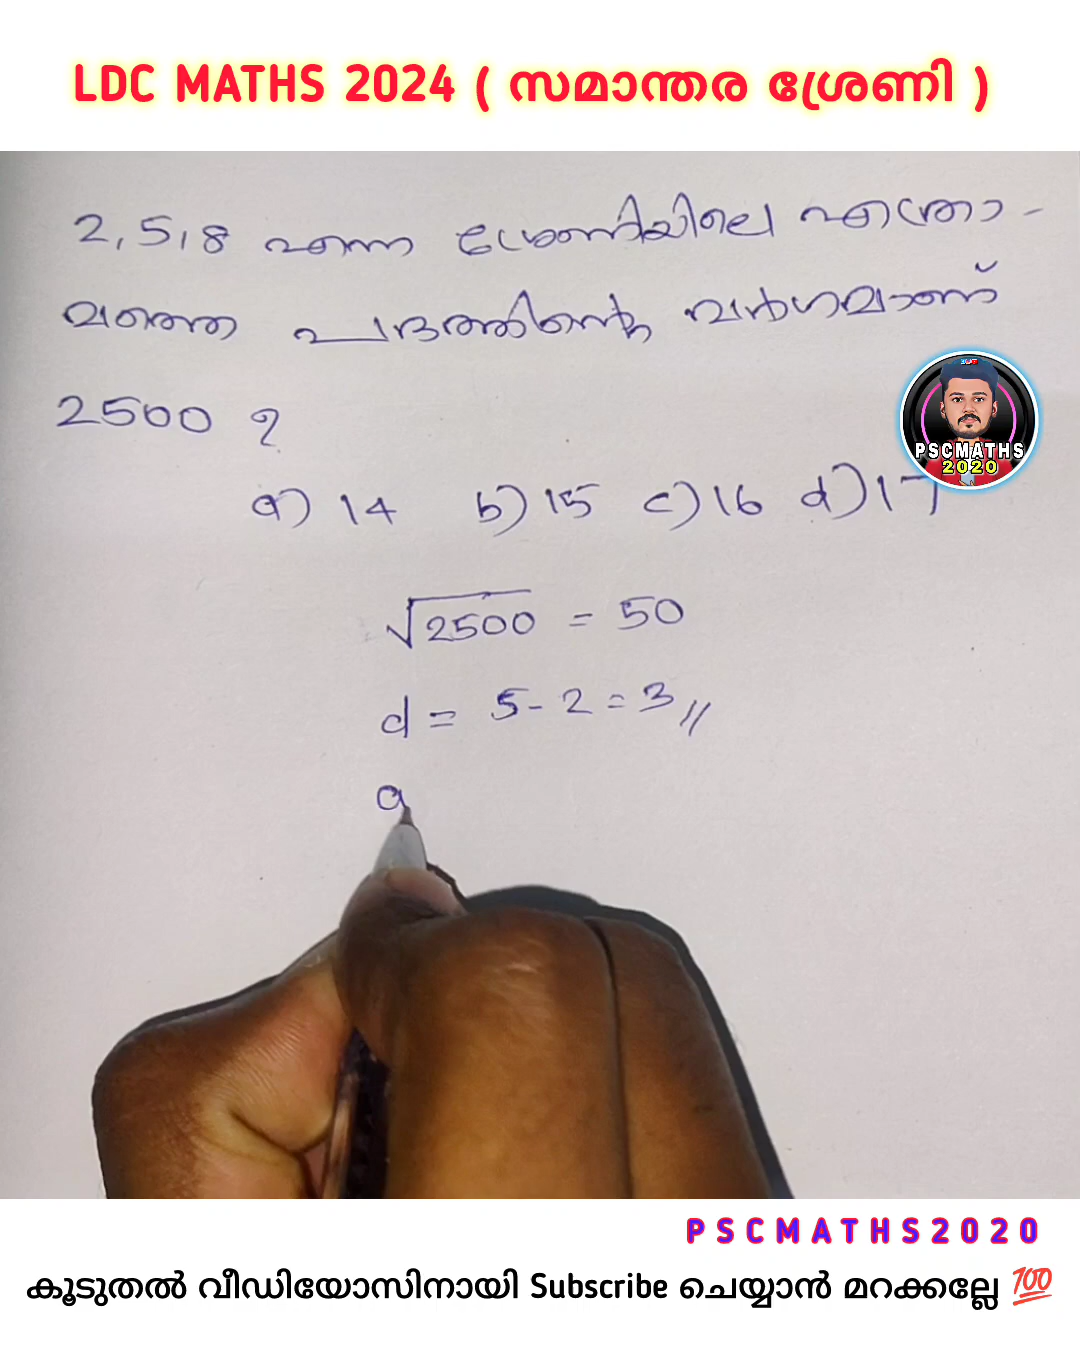 LDC MATHS 2024 ( സമാന്തര ശ്രേണി )
2, 5, 8 എന്ന ശ്രേണിയിലെ എത്രാ -
മത്തെ പദത്തിന്റെ വർഗമാണ്
2500 ?
a) 14 b) 15 c) 16 d) 17
PSCMATHS
2020
√2500 = 50
d = 5 - 2 = 3 //
a
PSCMATHS2020
കൂടുതൽ വീഡിയോസിനായി Subscribe ചെയ്യാൻ മറക്കല്ലേ 💯